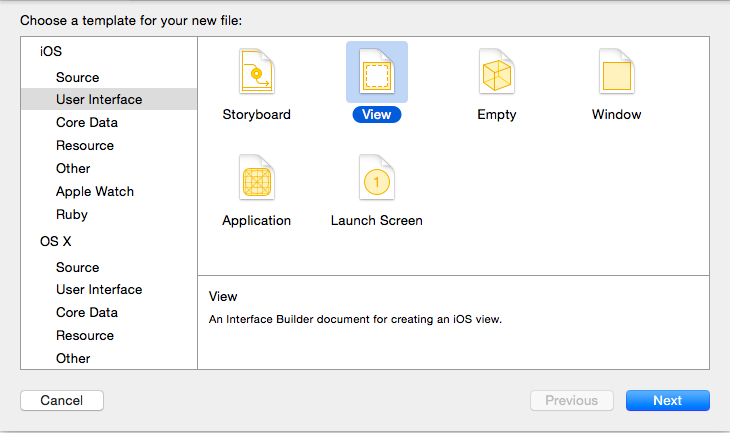 Choose a template for your new file:
iOS
Source
User Interface
Core Data
Resource
Other
Apple Watch
Ruby
OS X
Source
User Interface
Core Data
Resource
Other
Storyboard
View
Empty
Window
1
Application
Launch Screen
View
An Interface Builder document for creating an iOS view.
Cancel
Previous
Next